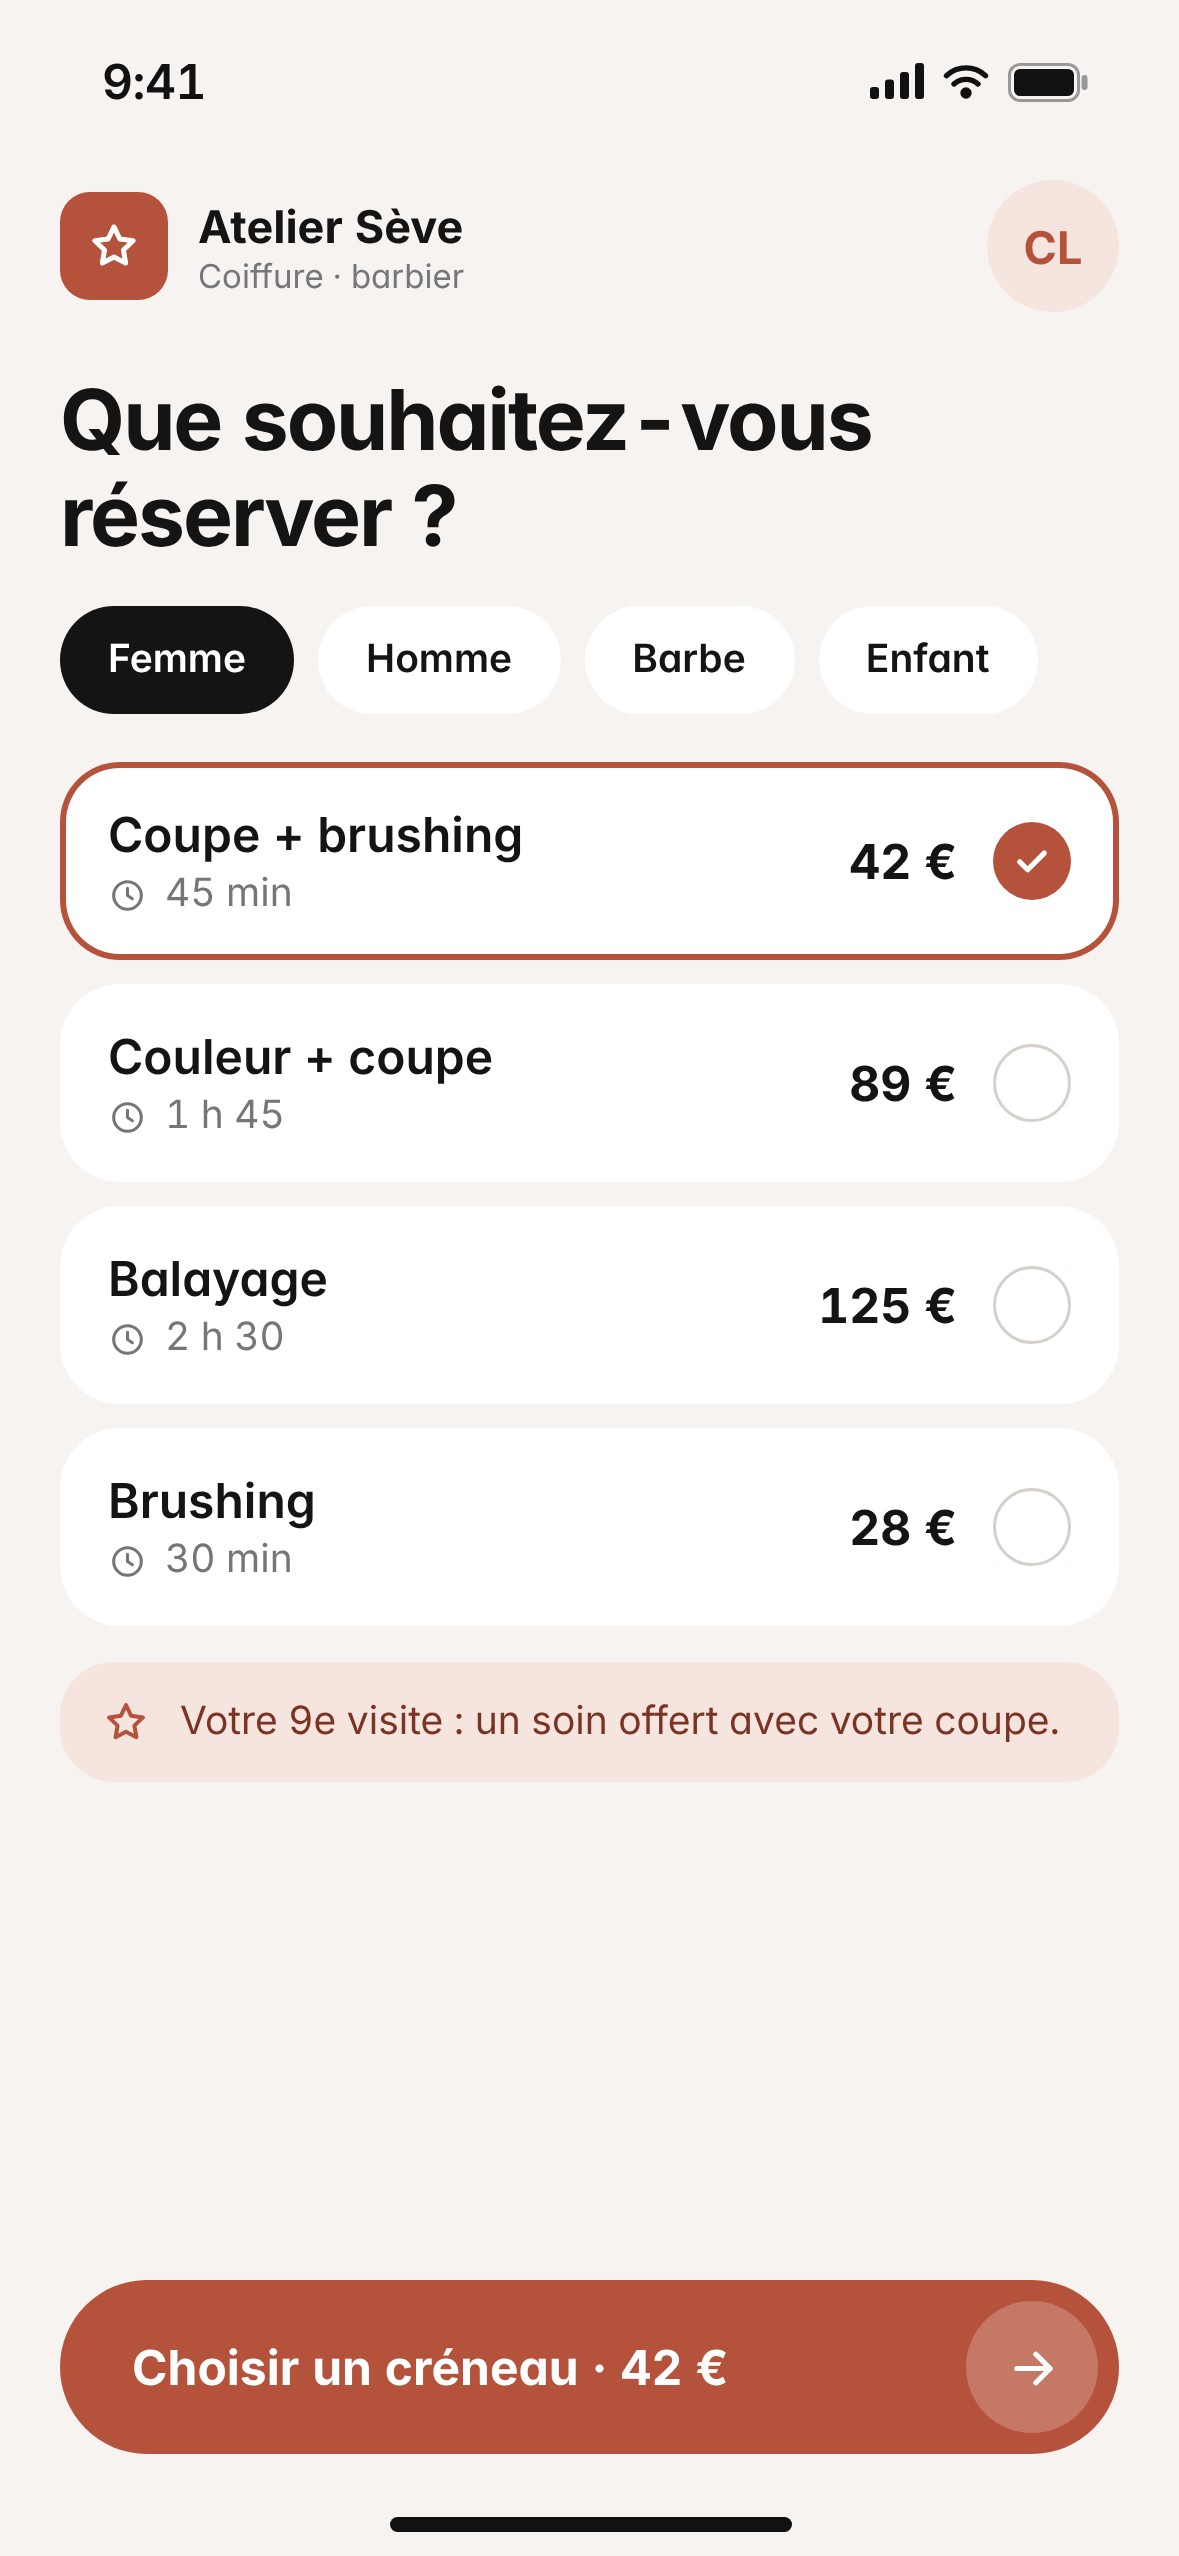 9:41
Atelier Sève
Coiffure · barbier
CL
Que souhaitez-vous
réserver ?
Femme
Homme
Barbe
Enfant
Coupe + brushing
45 min
42 €
Couleur + coupe
1 h 45
89 €
Balayage
2 h 30
125 €
Brushing
30 min
28 €
Votre 9e visite : un soin offert avec votre coupe.
Choisir un créneau · 42 €